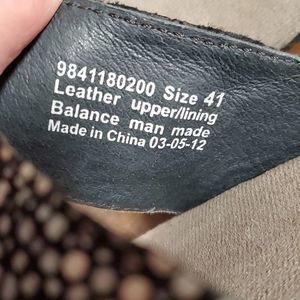 9841180200 Size 41
Leather upper/lining
Balance man made
Made in China 03-05-12